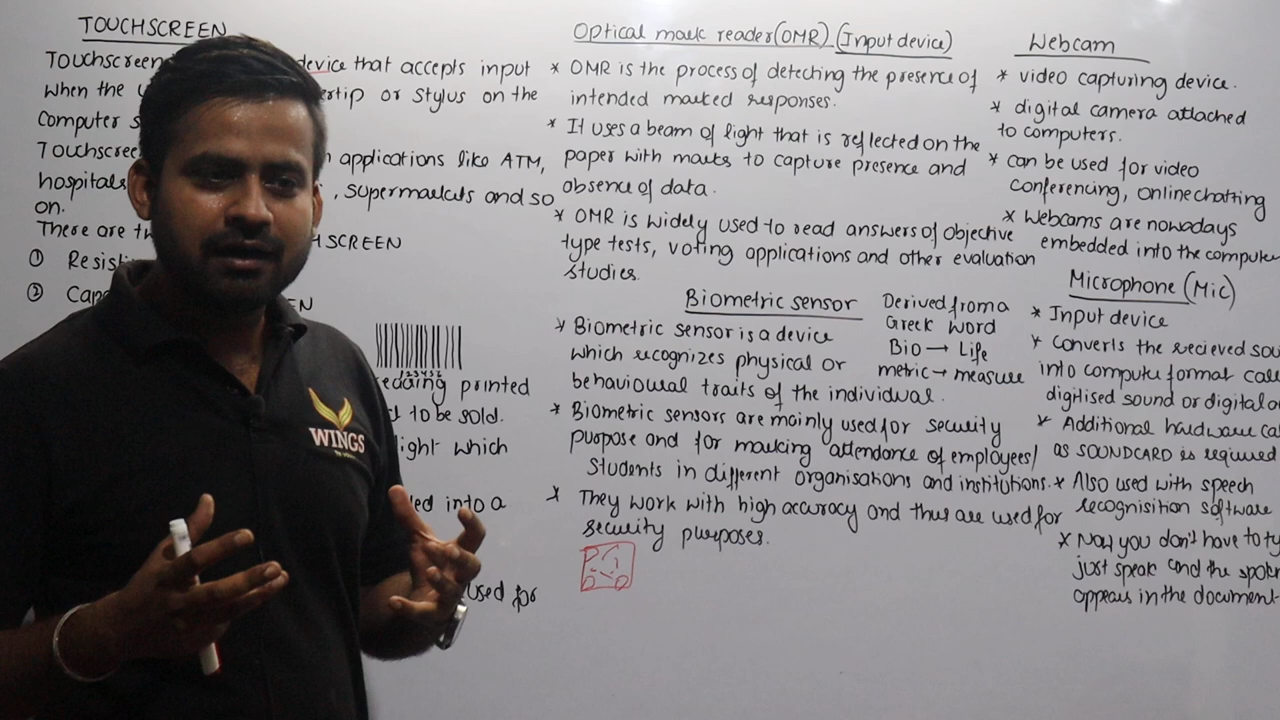 TOUCHSCREEN
Touchscreen device that accepts input
when the ertip or stylus on the
Computer
applications like ATM,
hospitals , supermarkets and so
on.
There are SCREEN
① Resisti
②
123456
reading printed
to be sold.
light which
into a
used for
Optical mark reader(OMR) (Input device)
* OMR is the process of detecting the presence of
intended marked responses.
* It uses a beam of light that is reflected on the
paper with marks to capture presence and
absence of data.
* OMR is widely used to read answers of objective
type tests, voting applications and other evaluation
studies.
Biometric sensor
* Biometric sensor is a device
which recognizes physical or
behavioural traits of the individual.
* Biometric sensors are mainly used for security
purpose and for marking attendance of employees/
students in different organisations and institutions.
* They work with high accuracy and thus are used for
security purposes.
Derived from a
Greek word
Bio → Life
metric → measure
Webcam
* video capturing device.
* digital camera attached
to computers.
* can be used for video
conferencing, online chatting
* Webcams are nowadays
embedded into the compute
Microphone (Mic)
* Input device
* Converts the recieved sou
into computer format call
digitised sound or digital a
* Additional hardware cal
as SOUNDCARD is required
* Also used with speech
recognisition software
* Now you don't have to ty
just speak and the spoken
appears in the document.
WINGS